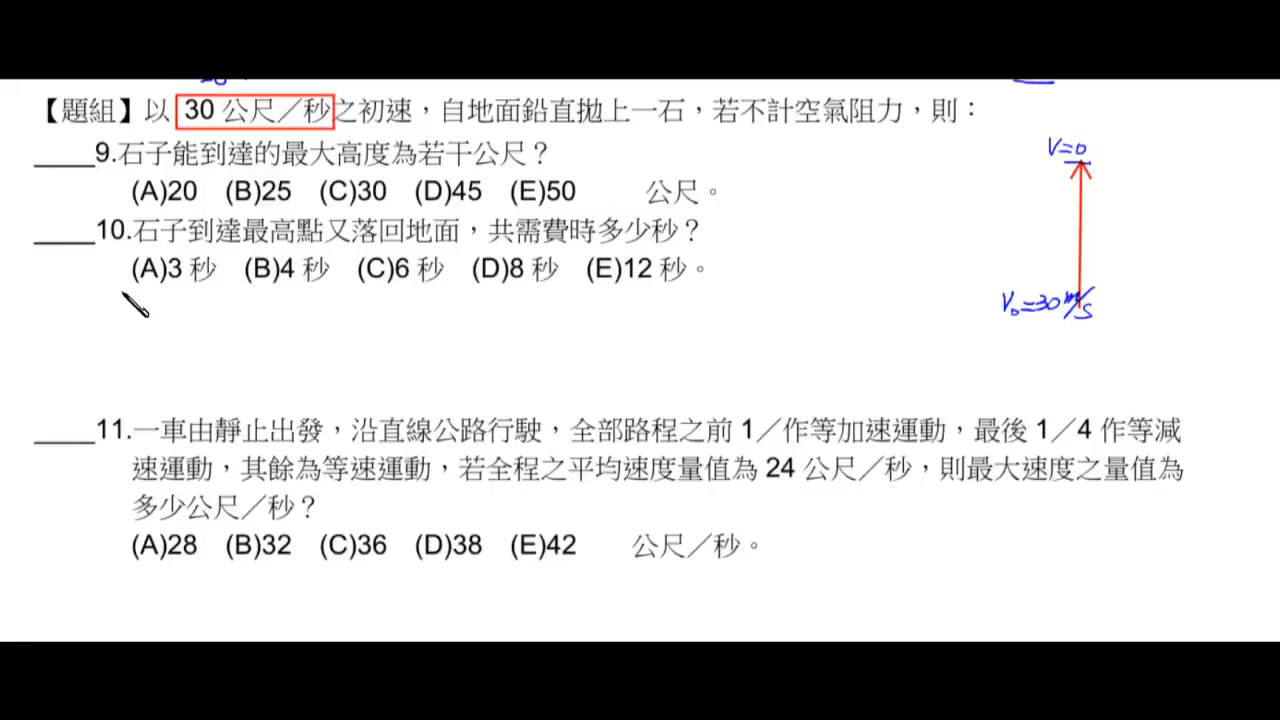 【題組】以 30 公尺／秒之初速，自地面鉛直拋上一石，若不計空氣阻力，則：
V=0
____9.石子能到達的最大高度為若干公尺？
(A)20 (B)25 (C)30 (D)45 (E)50 公尺。
____10.石子到達最高點又落回地面，共需費時多少秒？
(A)3 秒 (B)4 秒 (C)6 秒 (D)8 秒 (E)12 秒。
V₀=30 m/s
____11.一車由靜止出發，沿直線公路行駛，全部路程之前 1／作等加速運動，最後 1／4 作等減
速運動，其餘為等速運動，若全程之平均速度量值為 24 公尺／秒，則最大速度之量值為
多少公尺／秒？
(A)28 (B)32 (C)36 (D)38 (E)42 公尺／秒。